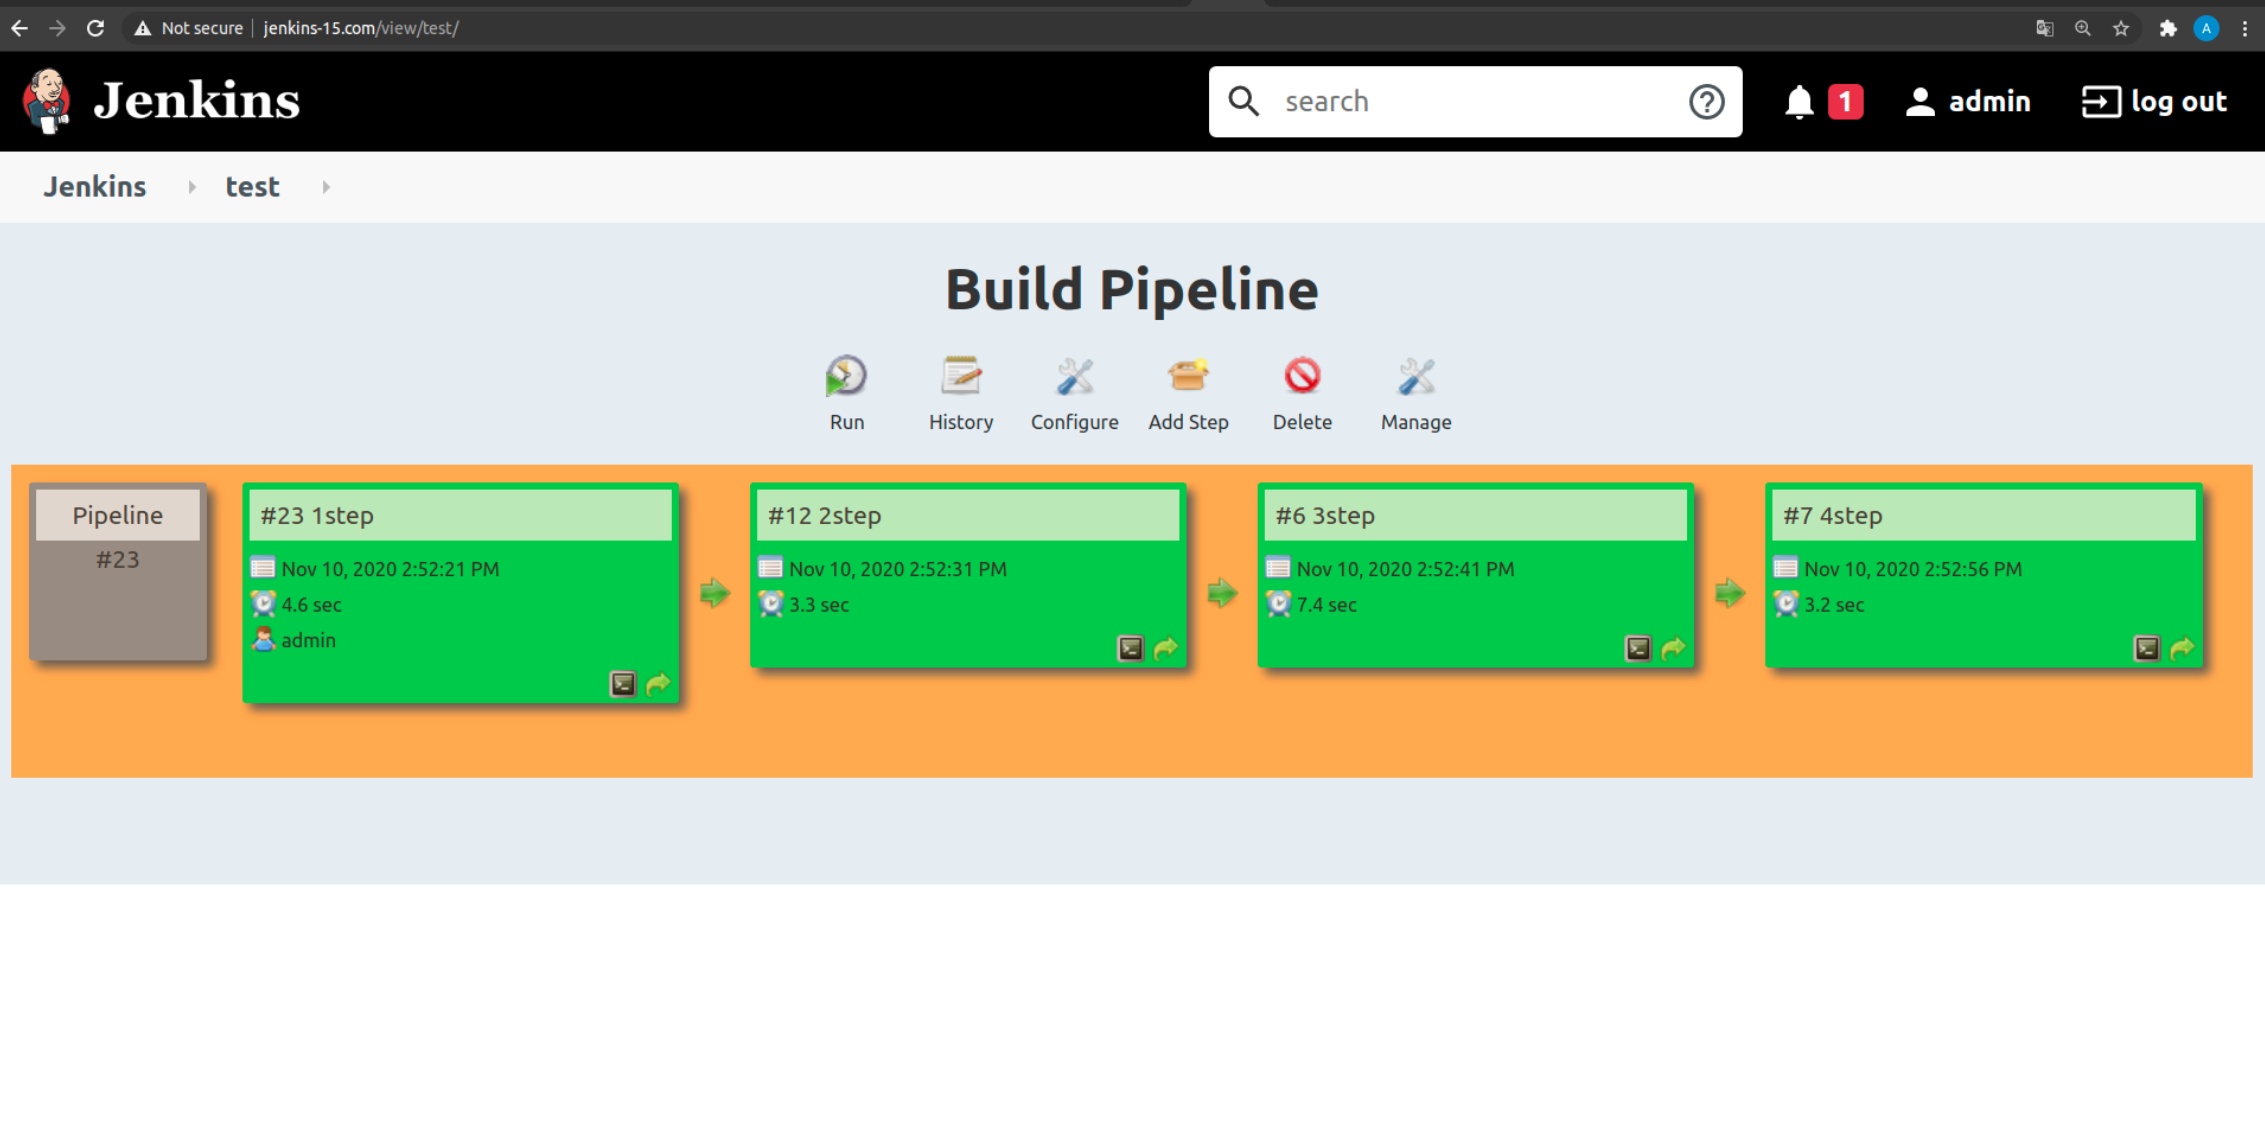 Not secure jenkins-15.com/view/test/
A
Jenkins
search
1
admin
log out
Jenkins
test
Build Pipeline
Run
History
Configure
Add Step
Delete
Manage
Pipeline
#23
#23 1step
Nov 10, 2020 2:52:21 PM
4.6 sec
admin
#12 2step
Nov 10, 2020 2:52:31 PM
3.3 sec
#6 3step
Nov 10, 2020 2:52:41 PM
7.4 sec
#7 4step
Nov 10, 2020 2:52:56 PM
3.2 sec